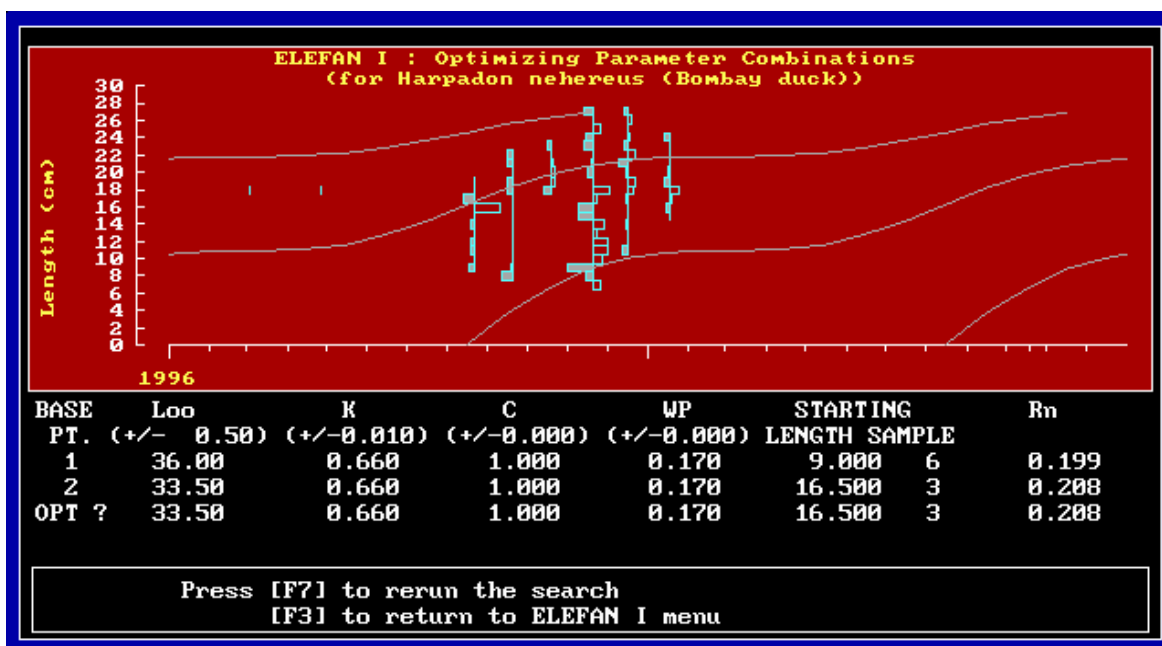 ELEFAN I : Optimizing Parameter Combinations
(for Harpadon nehereus (Bombay duck))
30
28
26
24
22
20
18
16
14
12
10
8
6
4
2
0
Length (cm)
1996
BASE Loo K C WP STARTING Rn
PT. (+/- 0.50) (+/-0.010) (+/-0.000) (+/-0.000) LENGTH SAMPLE
1 36.00 0.660 1.000 0.170 9.000 6 0.199
2 33.50 0.660 1.000 0.170 16.500 3 0.208
OPT ? 33.50 0.660 1.000 0.170 16.500 3 0.208
Press [F7] to rerun the search
[F3] to return to ELEFAN I menu